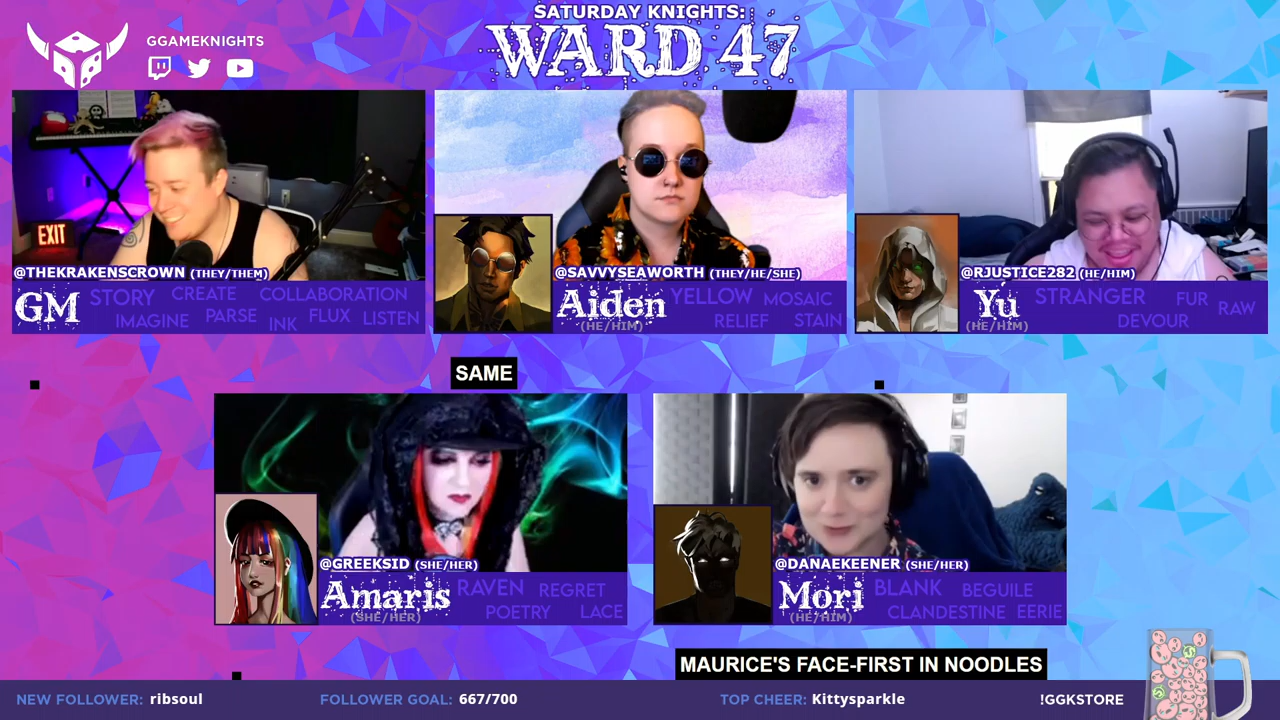 SATURDAY KNIGHTS:
WARD 47
GGAMEKNIGHTS
EXIT
@THEKRAKENSCROWN (THEY/THEM)
GM
STORY CREATE COLLABORATION
IMAGINE PARSE INK FLUX LISTEN
@SAVVYSEAWORTH (THEY/HE/SHE)
Aiden
(HE/HIM)
YELLOW MOSAIC
RELIEF STAIN
@RJUSTICE282 (HE/HIM)
Yu
(HE/HIM)
STRANGER FUR RAW
DEVOUR
SAME
@GREEKSID (SHE/HER)
Amaris
(SHE/HER)
RAVEN REGRET
POETRY LACE
@DANAEKEENER (SHE/HER)
Mori
(HE/HIM)
BLANK BEGUILE
CLANDESTINE EERIE
MAURICE'S FACE-FIRST IN NOODLES
NEW FOLLOWER: ribsoul
FOLLOWER GOAL: 667/700
TOP CHEER: Kittysparkle
!GGKSTORE